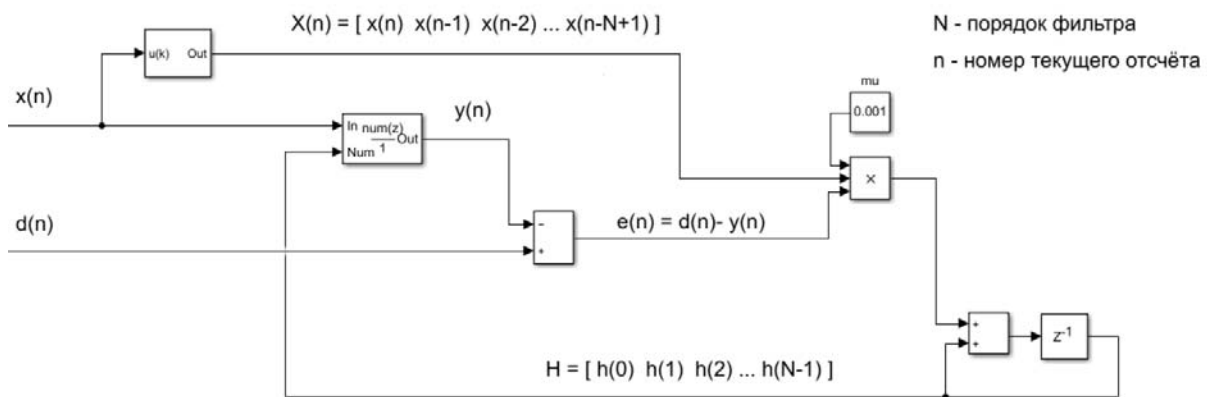 X(n) = [ x(n) x(n-1) x(n-2) ... x(n-N+1) ]
N - порядок фильтра
n - номер текущего отсчёта
u(k) Out
mu
0.001
x(n)
y(n)
In num(z) Out
Num 1
×
d(n)
−
+
e(n) = d(n)- y(n)
+
+
z-1
H = [ h(0) h(1) h(2) ... h(N-1) ]